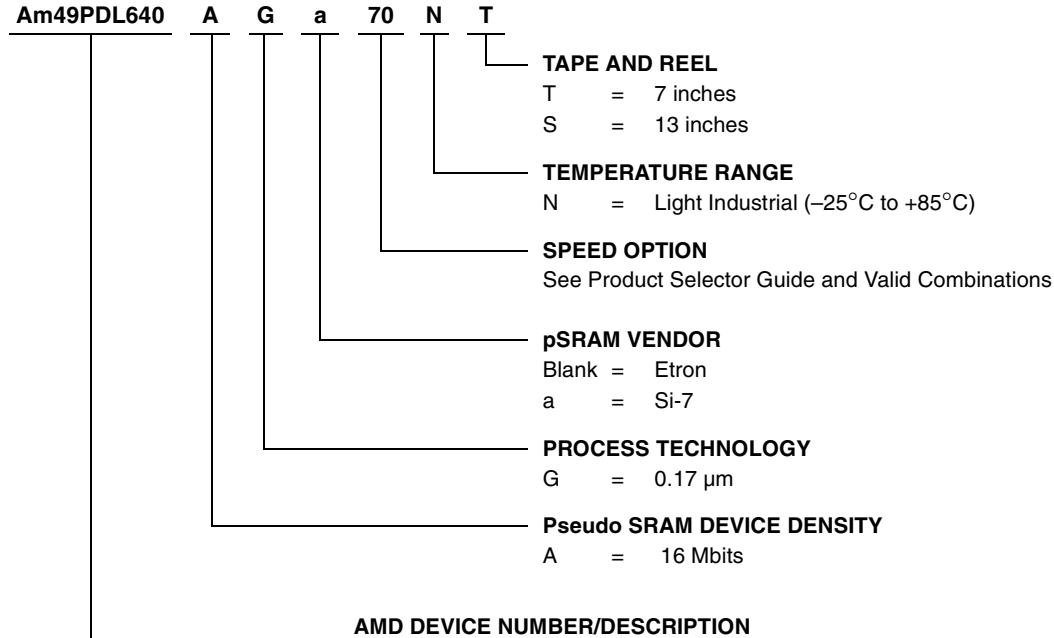 Am49PDL640 A G a 70 N T
TAPE AND REEL
T = 7 inches
S = 13 inches
TEMPERATURE RANGE
N = Light Industrial (–25°C to +85°C)
SPEED OPTION
See Product Selector Guide and Valid Combinations
pSRAM VENDOR
Blank = Etron
a = Si-7
PROCESS TECHNOLOGY
G = 0.17 µm
Pseudo SRAM DEVICE DENSITY
A = 16 Mbits
AMD DEVICE NUMBER/DESCRIPTION